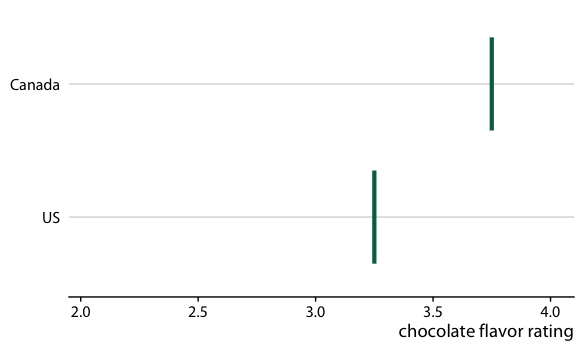 Canada
US
2.0 2.5 3.0 3.5 4.0
chocolate flavor rating